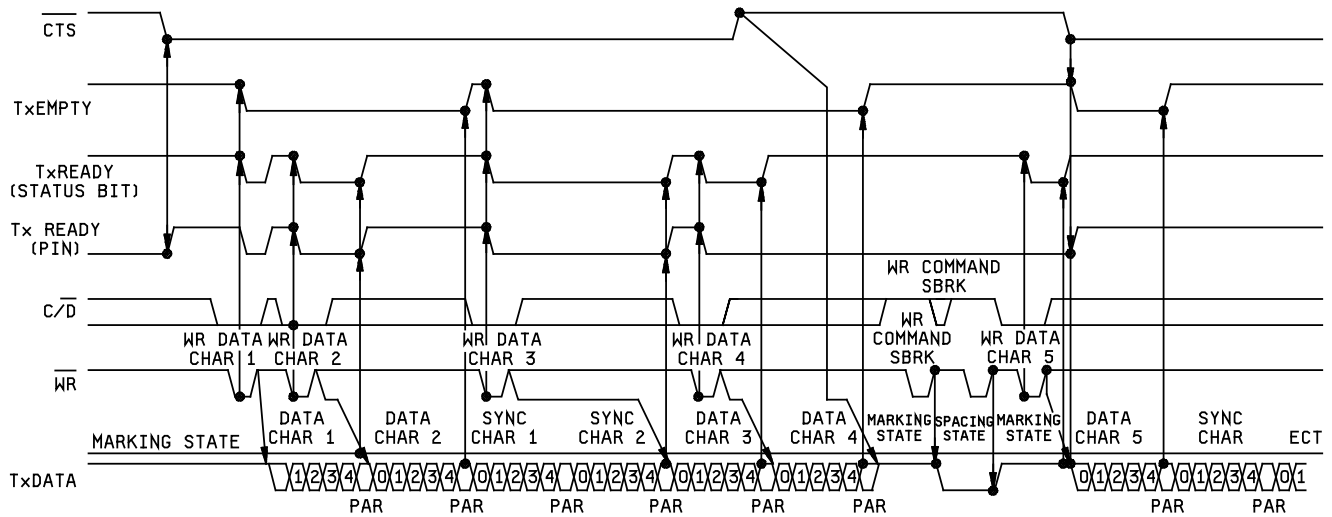 CTS
TxEMPTY
TxREADY
(STATUS BIT)
Tx READY
(PIN)
WR COMMAND
SBRK
C/D
WR DATA
CHAR 1
WR DATA
CHAR 2
WR DATA
CHAR 3
WR DATA
CHAR 4
WR
COMMAND
SBRK
WR DATA
CHAR 5
WR
MARKING STATE
DATA
CHAR 1
DATA
CHAR 2
SYNC
CHAR 1
SYNC
CHAR 2
DATA
CHAR 3
DATA
CHAR 4
MARKING
STATE
SPACING
STATE
MARKING
STATE
DATA
CHAR 5
SYNC
CHAR
ECT
TxDATA
1 2 3 4 0 1 2 3 4 0 1 2 3 4 0 1 2 3 4 0 1 2 3 4 0 1 2 3 4 0 1 2 3 4 0 1 2 3 4 0 1
PAR PAR PAR PAR PAR PAR PAR PAR